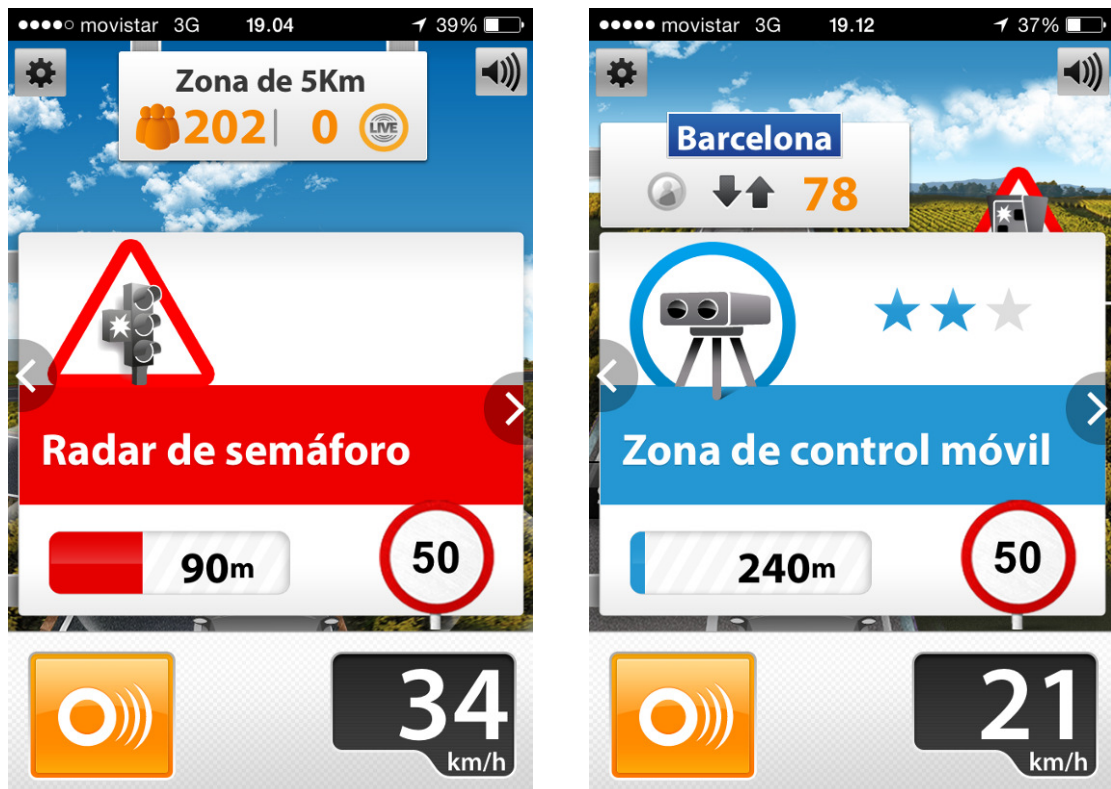 movistar 3G 19.04 39%
Zona de 5Km
202 | 0 LIVE
Radar de semáforo
90m
50
34
km/h
movistar 3G 19.12 37%
Barcelona
78
Zona de control móvil
240m
50
21
km/h